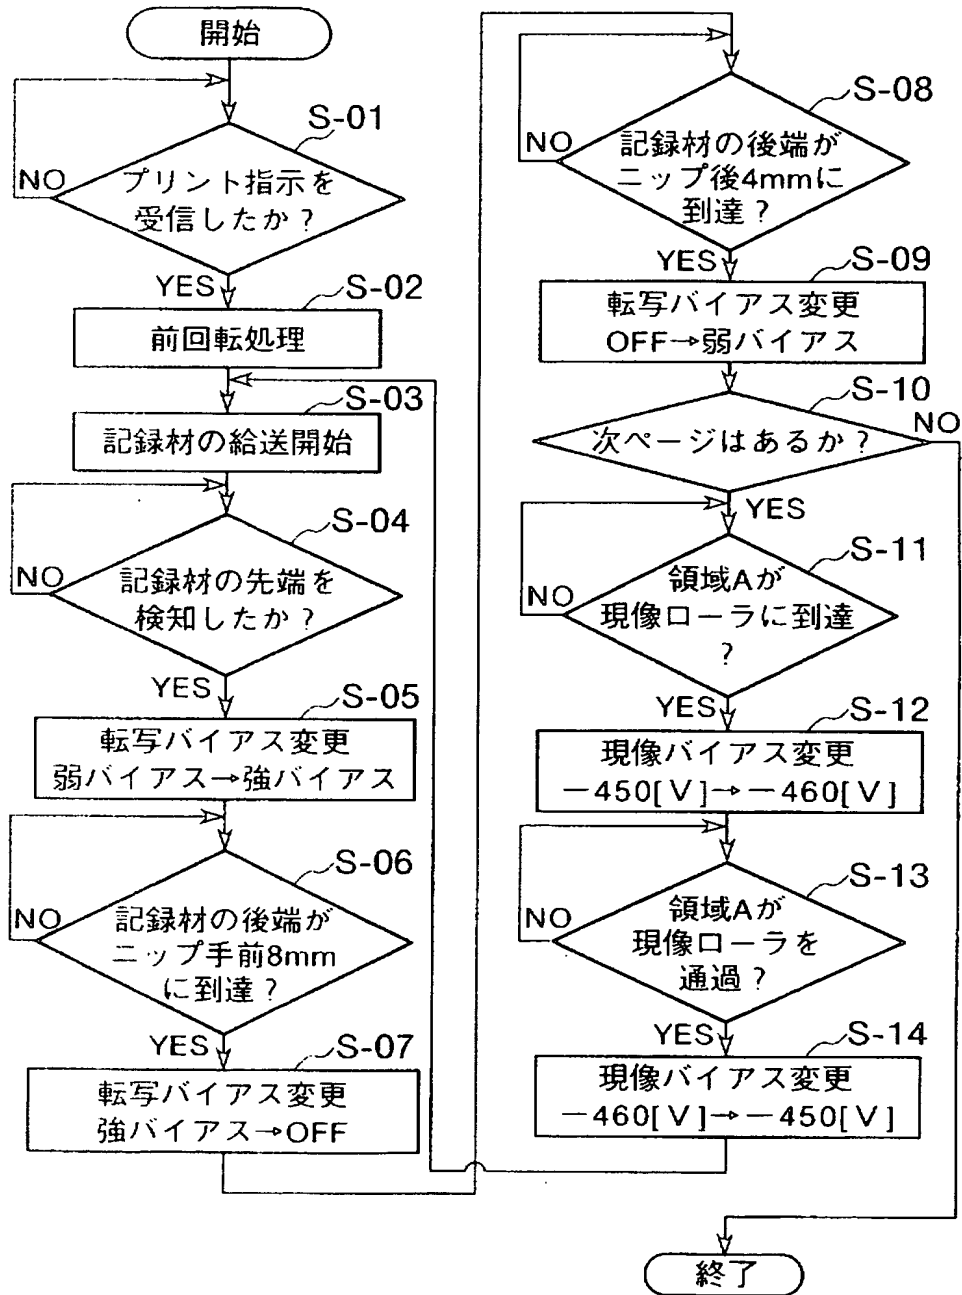 開始
S-01
プリント指示を
受信したか?
NO
YES
S-02
前回転処理
S-03
記録材の給送開始
S-04
記録材の先端を
検知したか?
NO
YES
S-05
転写バイアス変更
弱バイアス→強バイアス
S-06
記録材の後端が
ニップ手前8mm
に到達?
NO
YES
S-07
転写バイアス変更
強バイアス→OFF
S-08
記録材の後端が
ニップ後4mmに
到達?
NO
YES
S-09
転写バイアス変更
OFF→弱バイアス
S-10
次ページはあるか?
NO
YES
S-11
領域Aが
現像ローラに到達
?
NO
YES
S-12
現像バイアス変更
−450[V]→−460[V]
S-13
領域Aが
現像ローラを
通過?
NO
YES
S-14
現像バイアス変更
−460[V]→−450[V]
終了